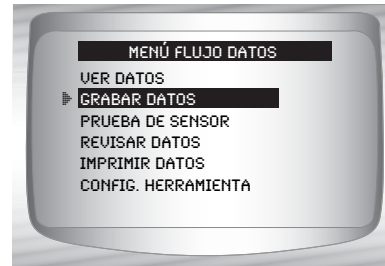 MENÚ FLUJO DATOS
VER DATOS
GRABAR DATOS
PRUEBA DE SENSOR
REVISAR DATOS
IMPRIMIR DATOS
CONFIG. HERRAMIENTA